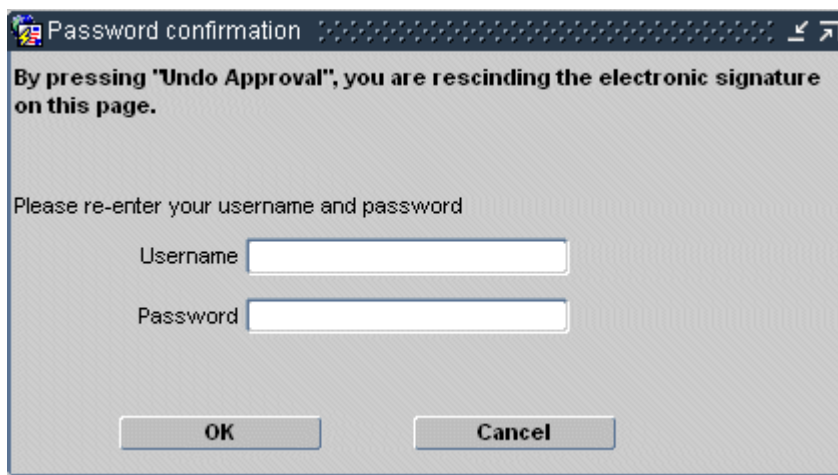 Password confirmation
By pressing "Undo Approval", you are rescinding the electronic signature
on this page.
Please re-enter your username and password
Username
Password
OK Cancel